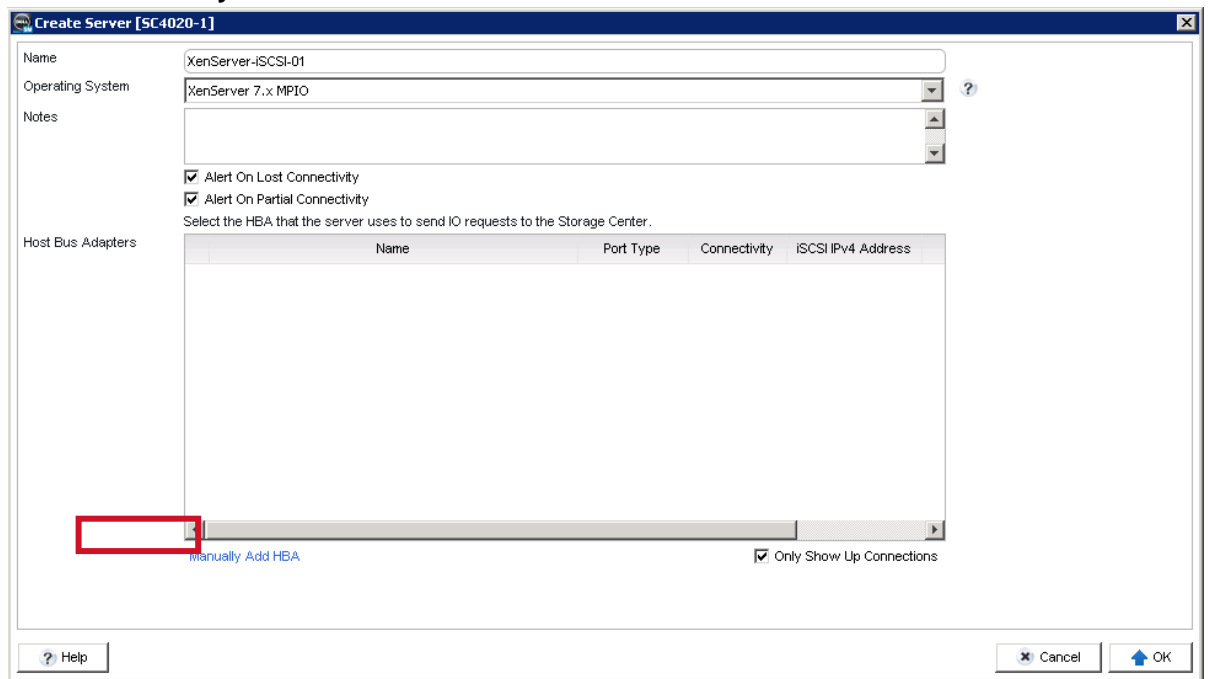 Create Server [SC4020-1]
Name XenServer-iSCSI-01
Operating System XenServer 7.x MPIO ?
Notes
Alert On Lost Connectivity
Alert On Partial Connectivity
Select the HBA that the server uses to send IO requests to the Storage Center.
Host Bus Adapters Name Port Type Connectivity iSCSI IPv4 Address
Manually Add HBA Only Show Up Connections
? Help Cancel OK